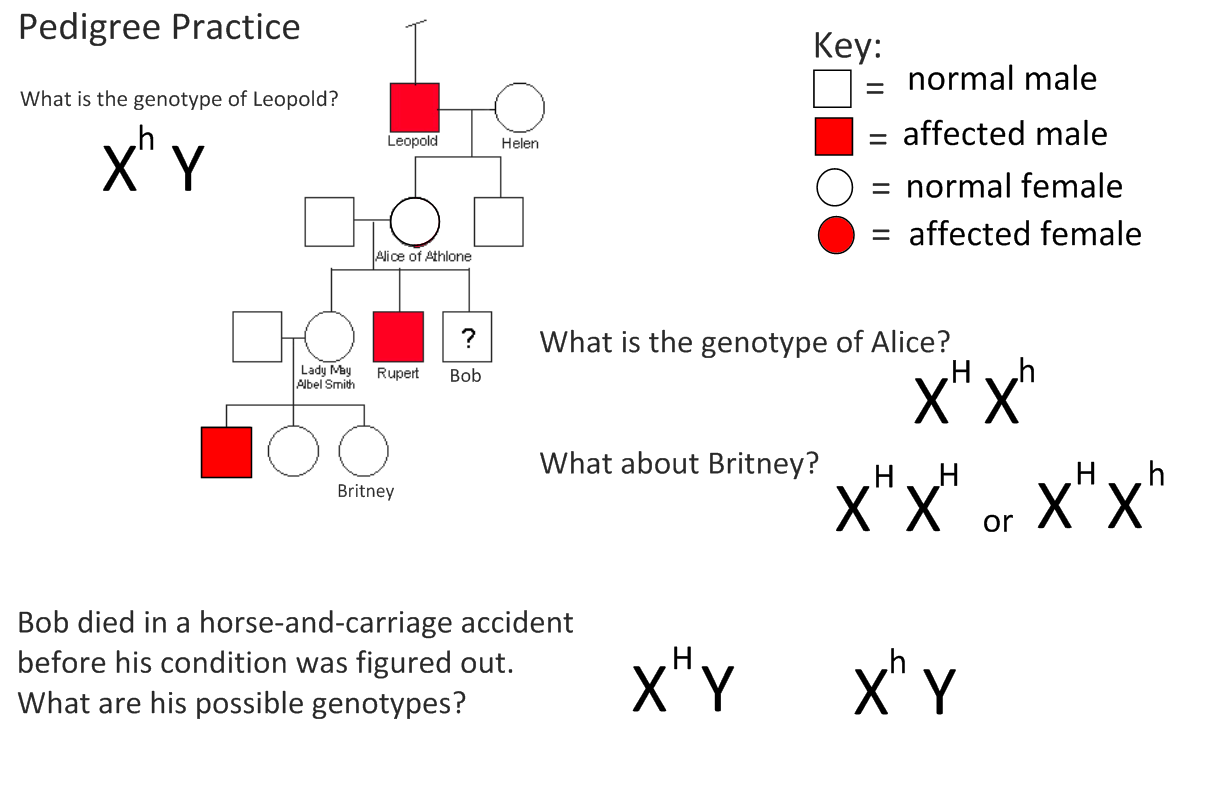 Pedigree Practice
What is the genotype of Leopold?
X^h Y
Leopold
Helen
Alice of Athlone
Lady May
Albel Smith
Rupert
?
Bob
Britney
Key:
= normal male
= affected male
= normal female
= affected female
What is the genotype of Alice?
X^H X^h
What about Britney?
X^H X^H or X^H X^h
Bob died in a horse-and-carriage accident
before his condition was figured out.
What are his possible genotypes?
X^H Y X^h Y